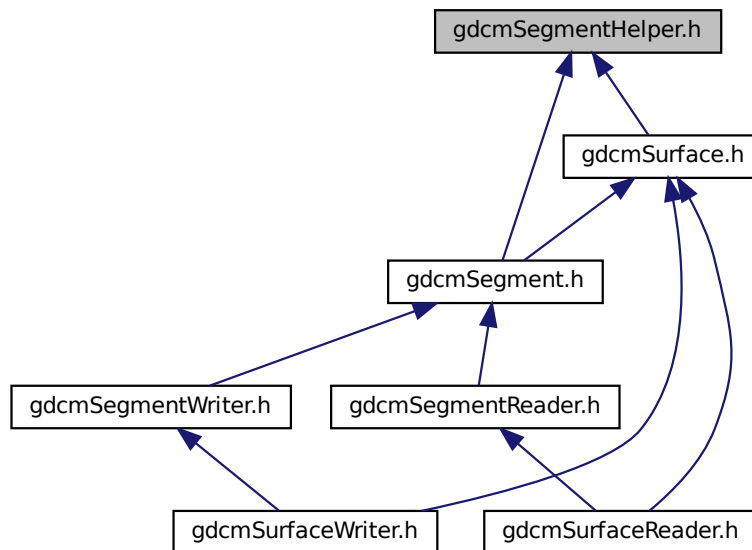 gdcmSegmentHelper.h
gdcmSurface.h
gdcmSegment.h
gdcmSegmentWriter.h
gdcmSegmentReader.h
gdcmSurfaceWriter.h
gdcmSurfaceReader.h